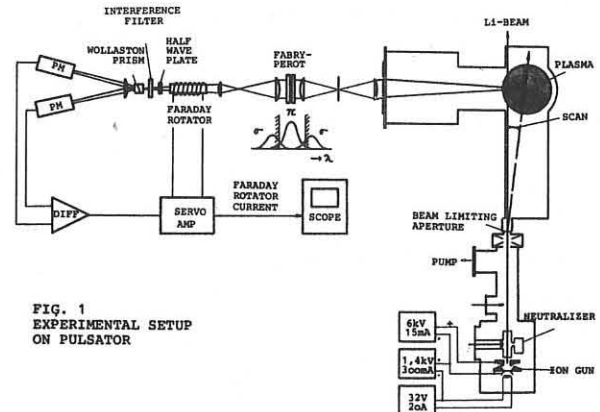 INTERFERENCE
FILTER
WOLLASTON
PRISM
HALF
WAVE
PLATE
PM
PM
FARADAY
ROTATOR
FABRY-
PEROT
π
σ
σ
→ λ
Li-BEAM
PLASMA
SCAN
DIFF
SERVO
AMP
FARADAY
ROTATOR
CURRENT
SCOPE
BEAM LIMITING
APERTURE
PUMP
NEUTRALIZER
ION GUN
6kV
15mA
+
-
1,4kV
300mA
-
32V
20A
FIG. 1
EXPERIMENTAL SETUP
ON PULSATOR